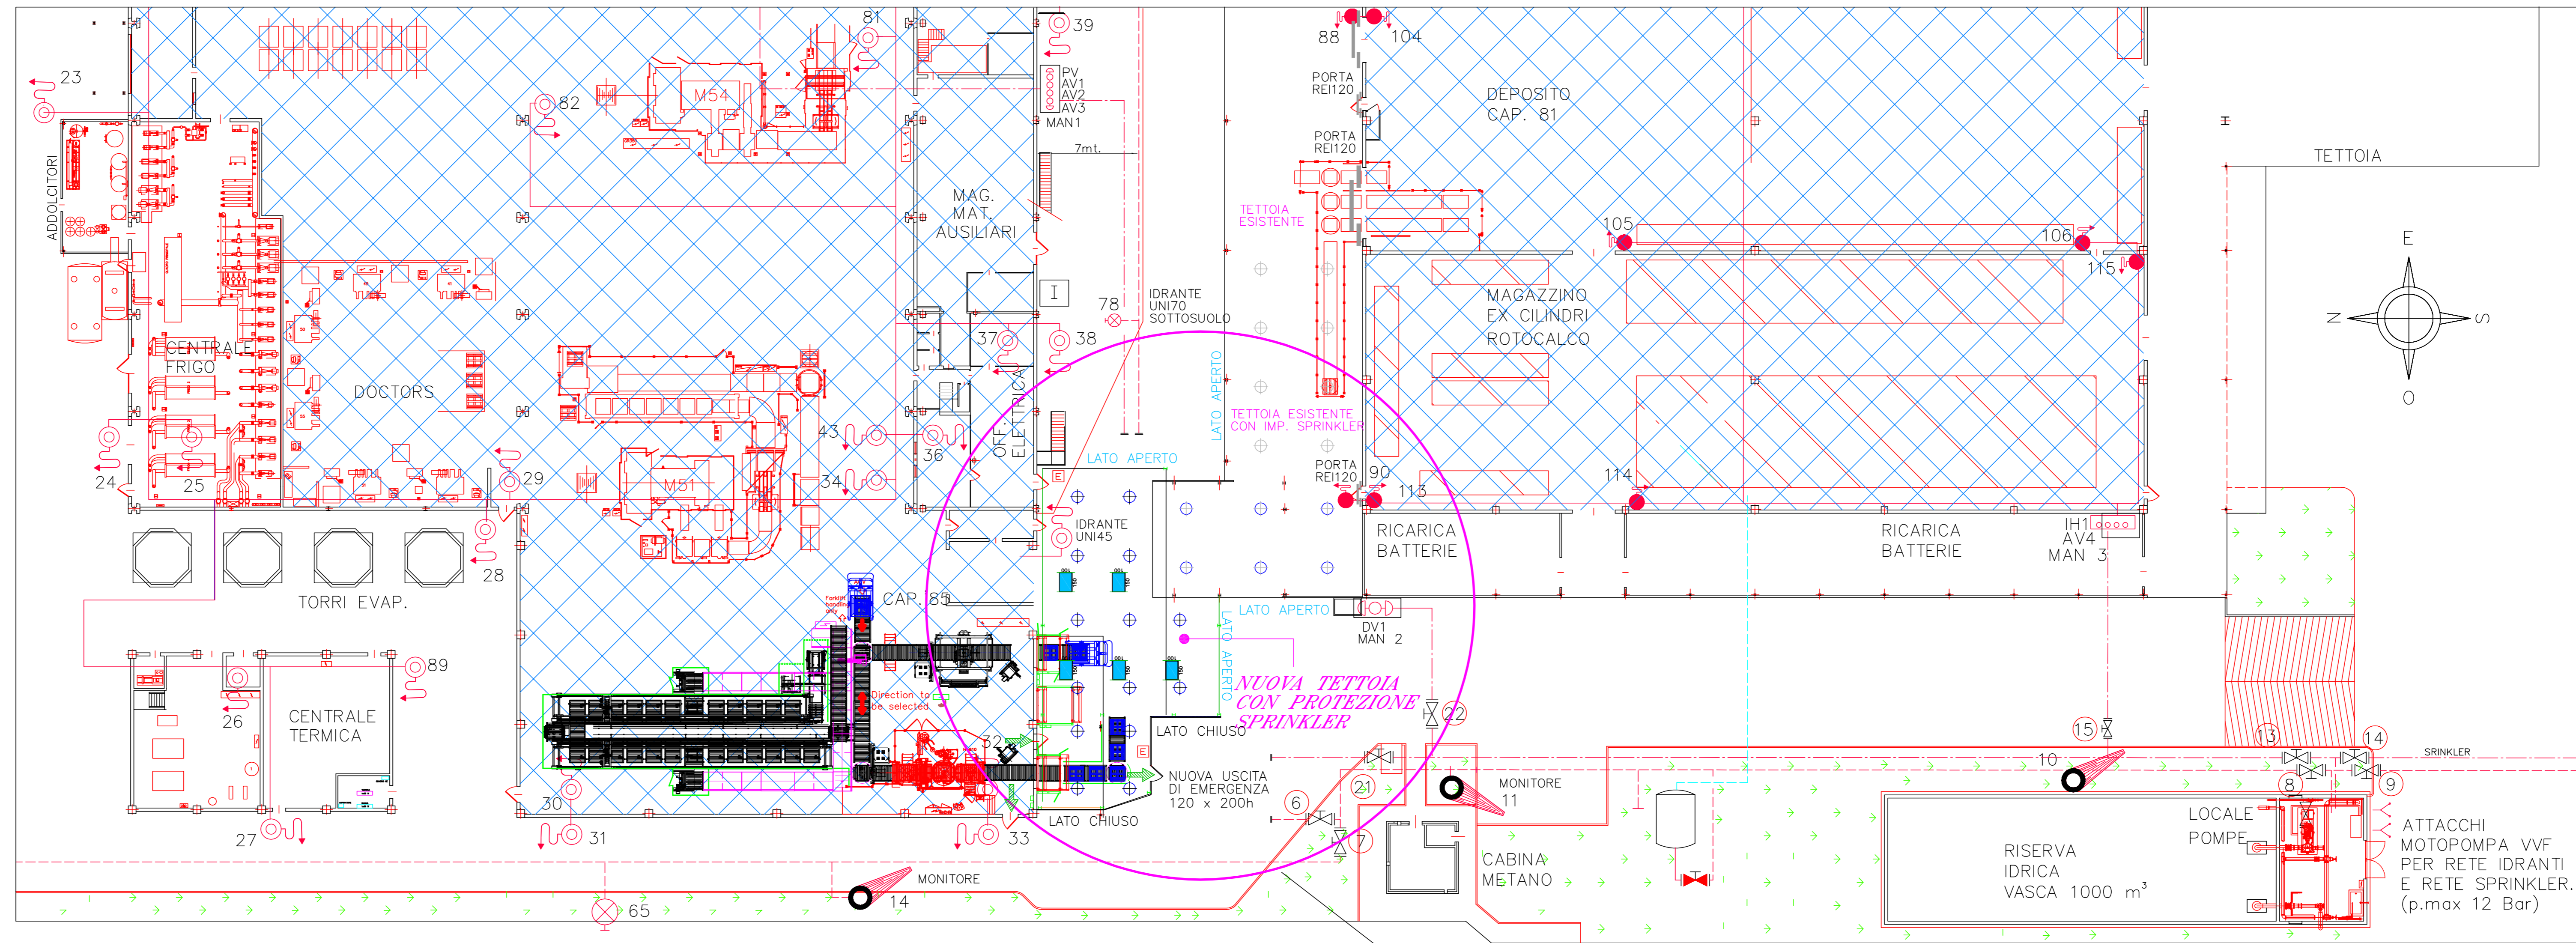 23
ADDOLCITORI
CENTRALE
FRIGO
DOCTORS
24
25
29
28
TORRI EVAP.
89
26
CENTRALE
TERMICA
27
81
82
M54
39
PV
AV1
AV2
AV3
MAN1
7mt.
MAG.
MAT.
AUSILIARI
I
78
IDRANTE
UNI70
SOTTOSUOLO
37
38
OFF.
ELETTRICA
43
36
34
M51
E
LATO APERTO
LATO APERTO
IDRANTE
UNI45
CAP. 85
Forklift
handling
only
Direction to
be selected
30
31
32
33
E
LATO CHIUSO
LATO CHIUSO
NUOVA USCITA
DI EMERGENZA
120 x 200h
LATO APERTO
LATO APERTO
NUOVA TETTOIA
CON PROTEZIONE
SPRINKLER
88
104
PORTA
REI120
PORTA
REI120
TETTOIA
ESISTENTE
TETTOIA ESISTENTE
CON IMP. SPRINKLER
PORTA
REI120
90
113
DEPOSITO
CAP. 81
105
106
115
MAGAZZINO
EX CILINDRI
ROTOCALCO
114
RICARICA
BATTERIE
RICARICA
BATTERIE
IH1
AV4
MAN 3
DV1
MAN 2
TETTOIA
E
N
S
O
22
21
6
7
MONITORE
11
CABINA
METANO
MONITORE
14
65
15
10
13
14
SRINKLER
8
9
LOCALE
POMPE
RISERVA
IDRICA
VASCA 1000 m³
ATTACCHI
MOTOPOMPA VVF
PER RETE IDRANTI
E RETE SPRINKLER.
(p.max 12 Bar)